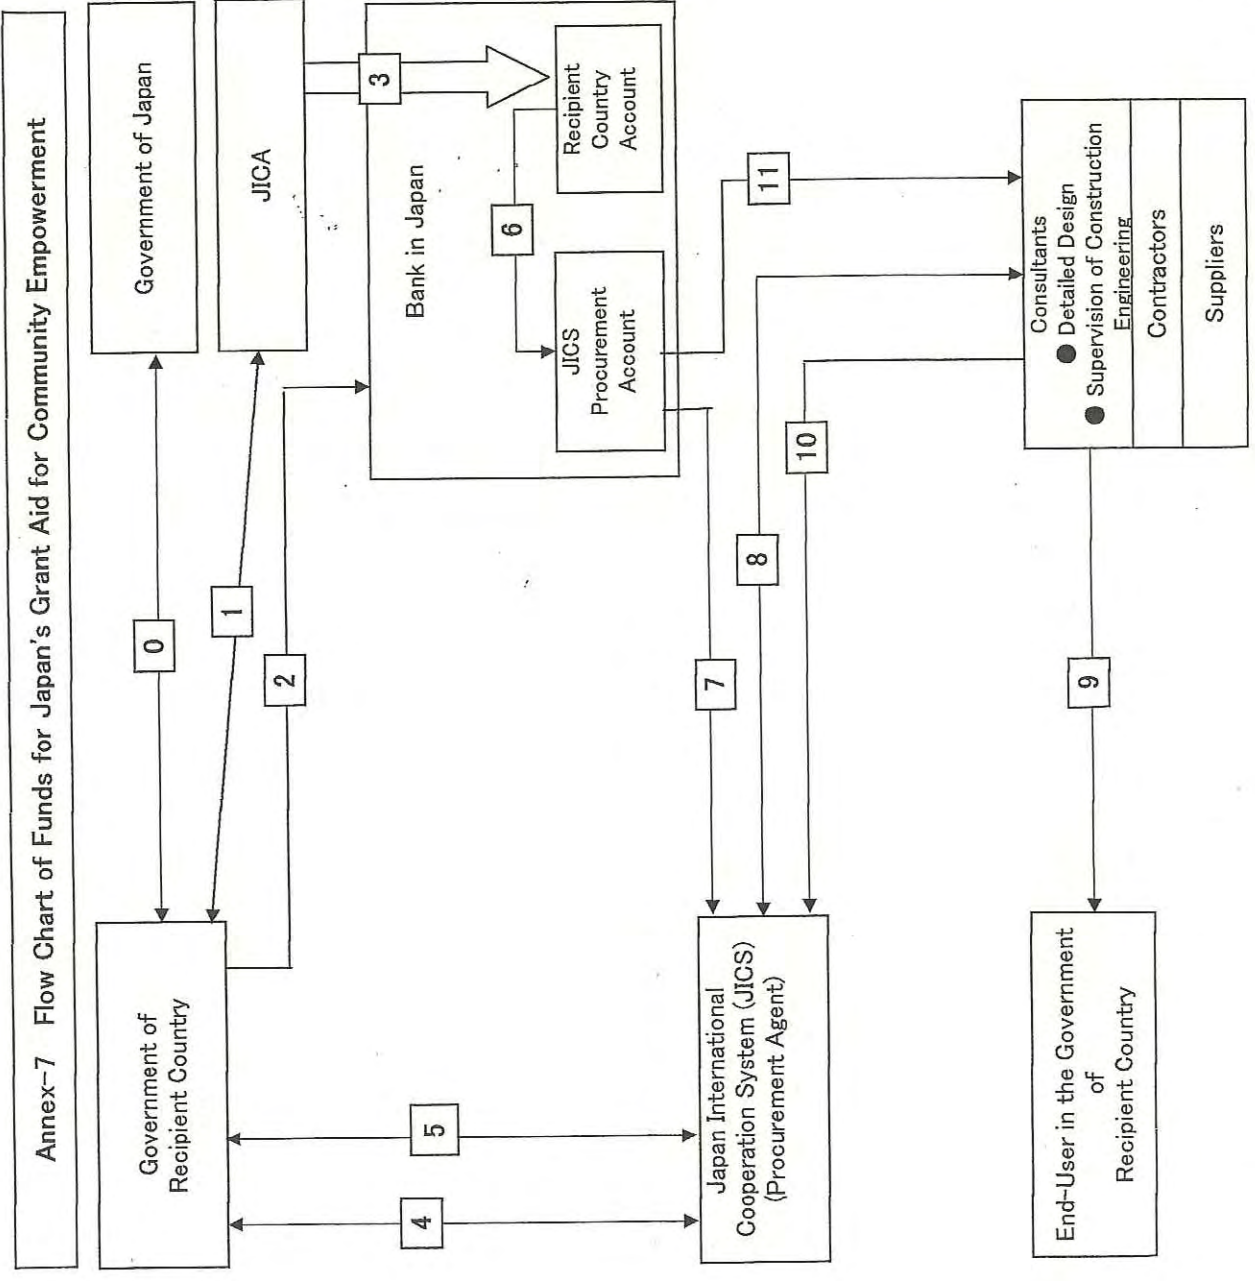 Annex-7 Flow Chart of Funds for Japan's Grant Aid for Community Empowerment
Government of
Recipient Country
0
Government of Japan
1
JICA
2
3
Bank in Japan
6
Recipient
Country
Account
JICS
Procurement
Account
4
5
7
8
10
11
Japan International
Cooperation System (JICS)
(Procurement Agent)
Consultants
● Detailed Design
● Supervision of Construction
Engineering
Contractors
Suppliers
9
End-User in the Government
of
Recipient Country